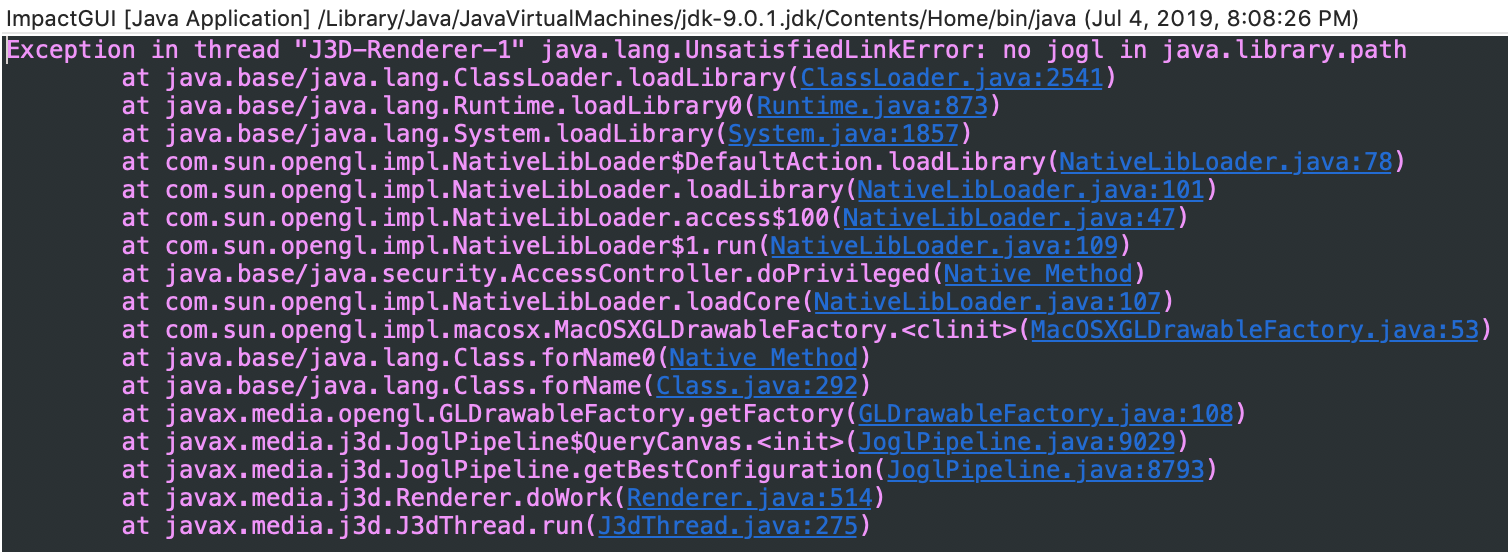 ImpactGUI [Java Application] /Library/Java/JavaVirtualMachines/jdk-9.0.1.jdk/Contents/Home/bin/java (Jul 4, 2019, 8:08:26 PM)
Exception in thread "J3D-Renderer-1" java.lang.UnsatisfiedLinkError: no jogl in java.library.path
at java.base/java.lang.ClassLoader.loadLibrary(ClassLoader.java:2541)
at java.base/java.lang.Runtime.loadLibrary0(Runtime.java:873)
at java.base/java.lang.System.loadLibrary(System.java:1857)
at com.sun.opengl.impl.NativeLibLoader$DefaultAction.loadLibrary(NativeLibLoader.java:78)
at com.sun.opengl.impl.NativeLibLoader.loadLibrary(NativeLibLoader.java:101)
at com.sun.opengl.impl.NativeLibLoader.access$100(NativeLibLoader.java:47)
at com.sun.opengl.impl.NativeLibLoader$1.run(NativeLibLoader.java:109)
at java.base/java.security.AccessController.doPrivileged(Native Method)
at com.sun.opengl.impl.NativeLibLoader.loadCore(NativeLibLoader.java:107)
at com.sun.opengl.impl.macosx.MacOSXGLDrawableFactory.<clinit>(MacOSXGLDrawableFactory.java:53)
at java.base/java.lang.Class.forName0(Native Method)
at java.base/java.lang.Class.forName(Class.java:292)
at javax.media.opengl.GLDrawableFactory.getFactory(GLDrawableFactory.java:108)
at javax.media.j3d.JoglPipeline$QueryCanvas.<init>(JoglPipeline.java:9029)
at javax.media.j3d.JoglPipeline.getBestConfiguration(JoglPipeline.java:8793)
at javax.media.j3d.Renderer.doWork(Renderer.java:514)
at javax.media.j3d.J3dThread.run(J3dThread.java:275)